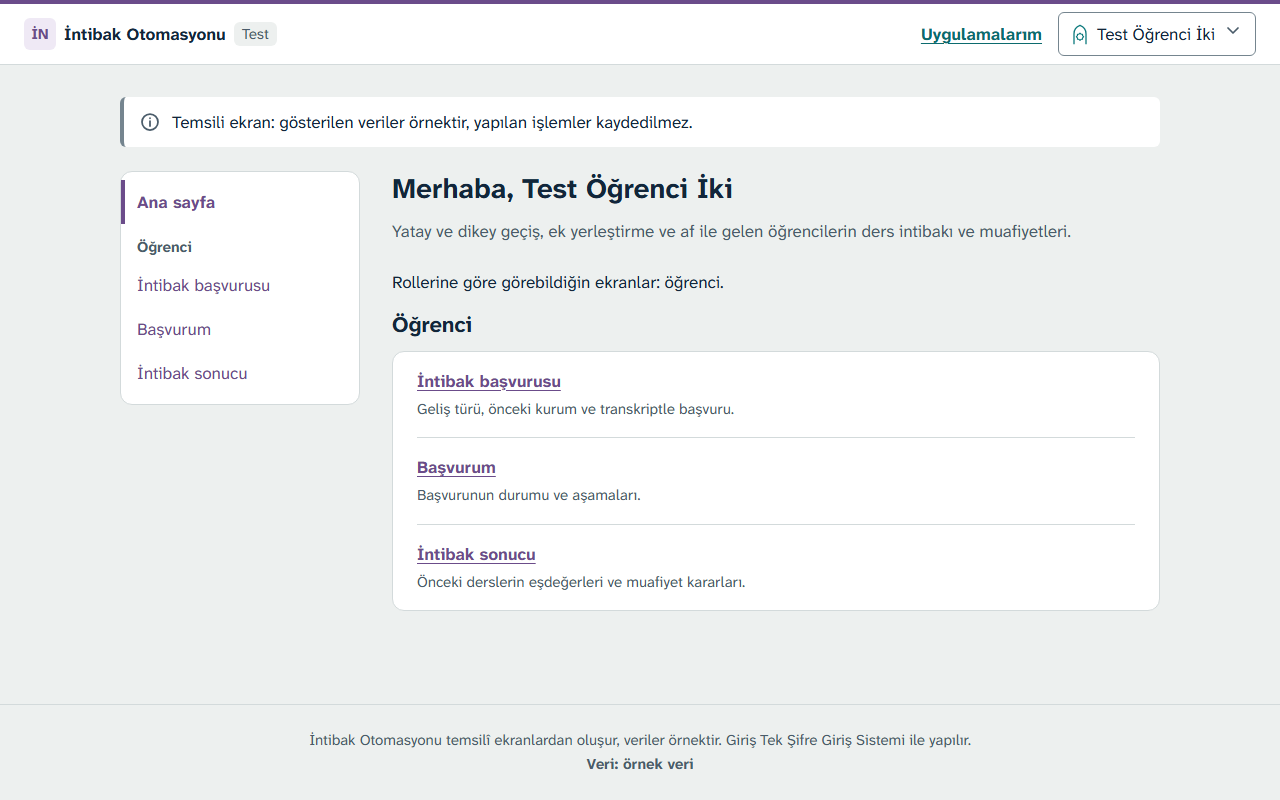 İN İntibak Otomasyonu Test
Uygulamalarım Test Öğrenci İki
Temsili ekran: gösterilen veriler örnektir, yapılan işlemler kaydedilmez.
Ana sayfa
Öğrenci
İntibak başvurusu
Başvurum
İntibak sonucu
Merhaba, Test Öğrenci İki
Yatay ve dikey geçiş, ek yerleştirme ve af ile gelen öğrencilerin ders intibakı ve muafiyetleri.
Rollerine göre görebildiğin ekranlar: öğrenci.
Öğrenci
İntibak başvurusu
Geliş türü, önceki kurum ve transkriptle başvuru.
Başvurum
Başvurunun durumu ve aşamaları.
İntibak sonucu
Önceki derslerin eşdeğerleri ve muafiyet kararları.
İntibak Otomasyonu temsilî ekranlardan oluşur, veriler örnektir. Giriş Tek Şifre Giriş Sistemi ile yapılır.
Veri: örnek veri